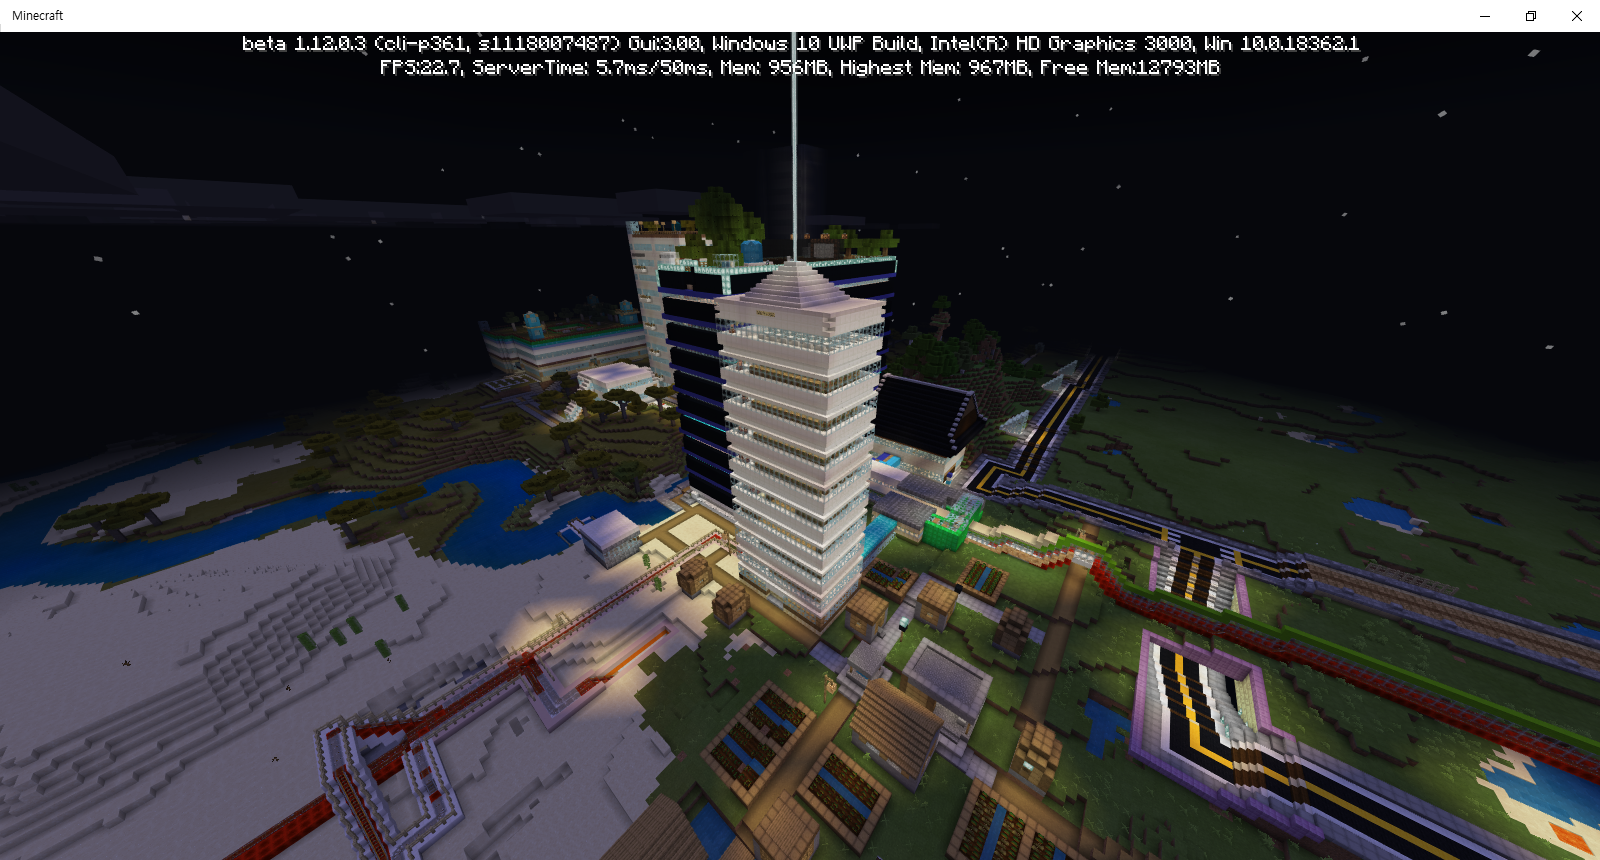 Minecraft
beta 1.12.0.3 (cli-p361, s1118007487) Gui:3.00, Windows 10 UWP Build, Intel(R) HD Graphics 3000, Win 10.0.18362.1
FPS:22.7, ServerTime: 5.7ms/50ms, Mem: 956MB, Highest Mem: 967MB, Free Mem:12793MB